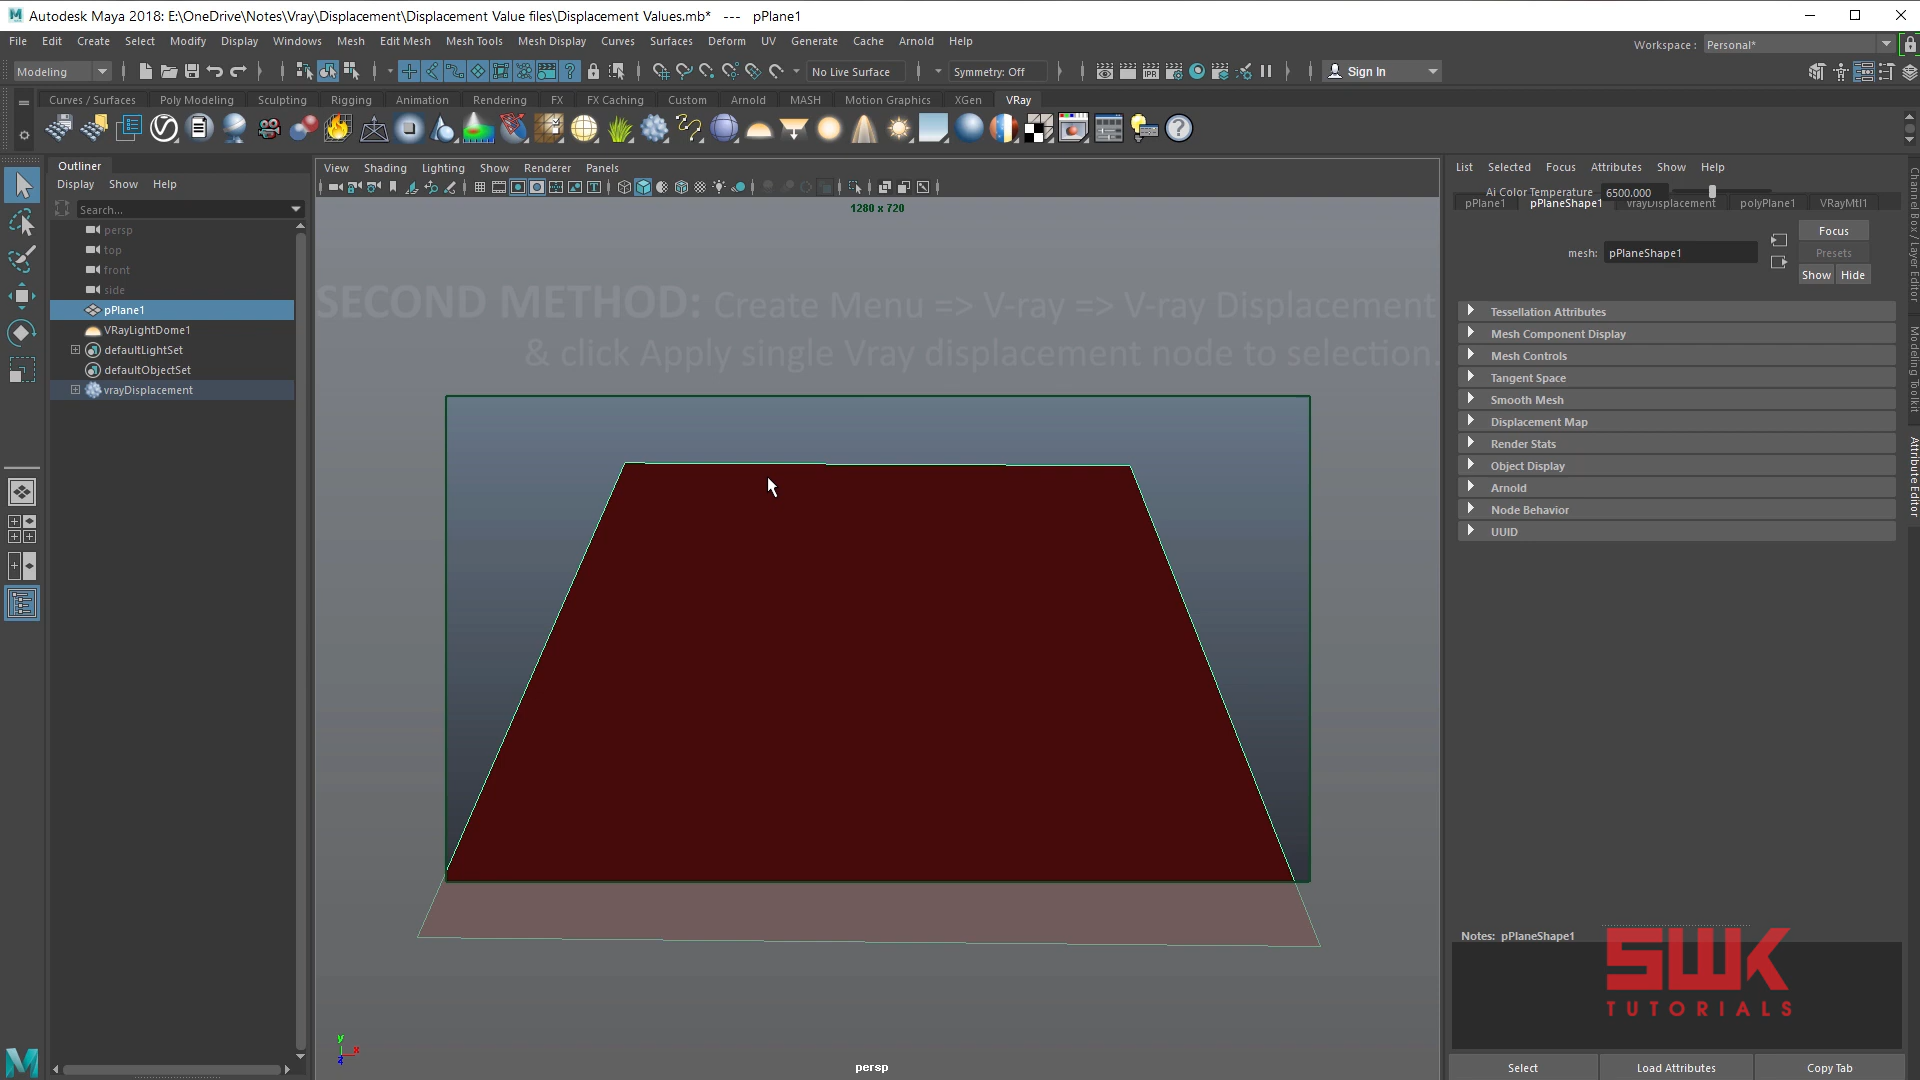 Autodesk Maya 2018: E:\OneDrive\Notes\Vray\Displacement\Displacement Value files\Displacement Values.mb* --- pPlane1
File Edit Create Select Modify Display Windows Mesh Edit Mesh Mesh Tools Mesh Display Curves Surfaces Deform UV Generate Cache Arnold Help
Workspace : Personal*
Modeling No Live Surface Symmetry: Off Sign In
Curves / Surfaces Poly Modeling Sculpting Rigging Animation Rendering FX FX Caching Custom Arnold MASH Motion Graphics XGen VRay
Outliner
Display Show Help
Search...
persp
top
front
side
pPlane1
VRayLightDome1
defaultLightSet
defaultObjectSet
vrayDisplacement
View Shading Lighting Show Renderer Panels
1280 x 720
SECOND METHOD: Create Menu => V-ray => V-ray Displacement
& click Apply single Vray displacement node to selection.
persp
y
x
z
List Selected Focus Attributes Show Help
Ai Color Temperature 6500.000
pPlane1 pPlaneShape1 vrayDisplacement polyPlane1 VRayMtl1
mesh: pPlaneShape1
Focus
Presets
Show Hide
Tessellation Attributes
Mesh Component Display
Mesh Controls
Tangent Space
Smooth Mesh
Displacement Map
Render Stats
Object Display
Arnold
Node Behavior
UUID
Notes: pPlaneShape1
SWK
TUTORIALS
Select Load Attributes Copy Tab
Channel Box / Layer Editor
Modeling Toolkit
Attribute Editor